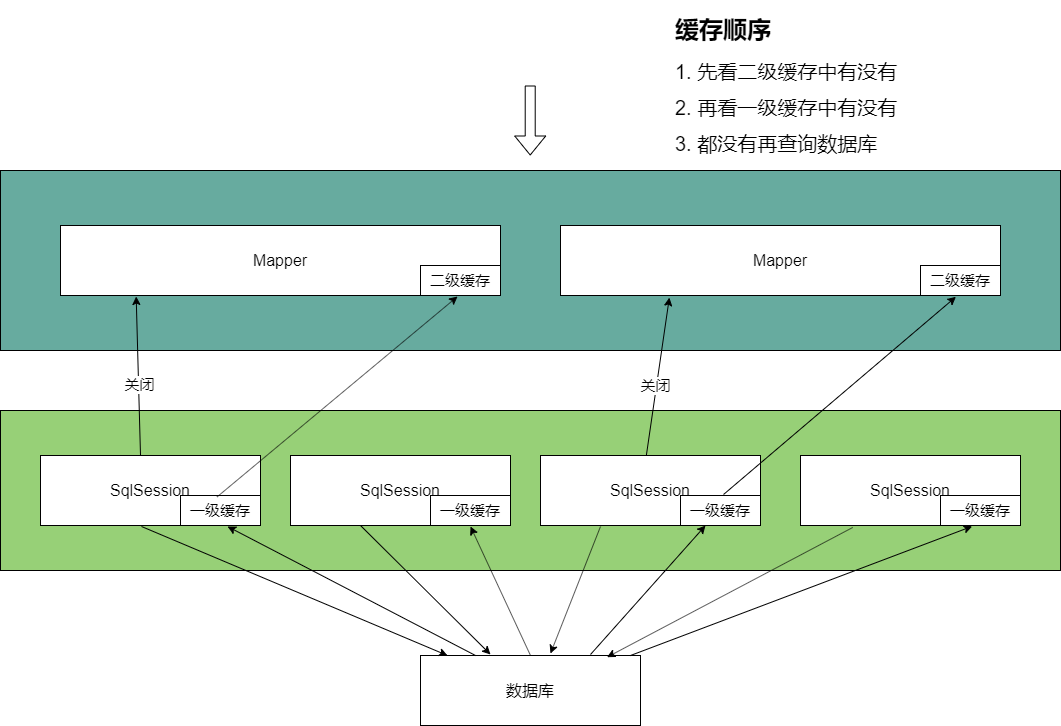 缓存顺序
1. 先看二级缓存中有没有
2. 再看一级缓存中有没有
3. 都没有再查询数据库
Mapper
二级缓存
Mapper
二级缓存
关闭
关闭
SqlSession
一级缓存
SqlSession
一级缓存
SqlSession
一级缓存
SqlSession
一级缓存
数据库